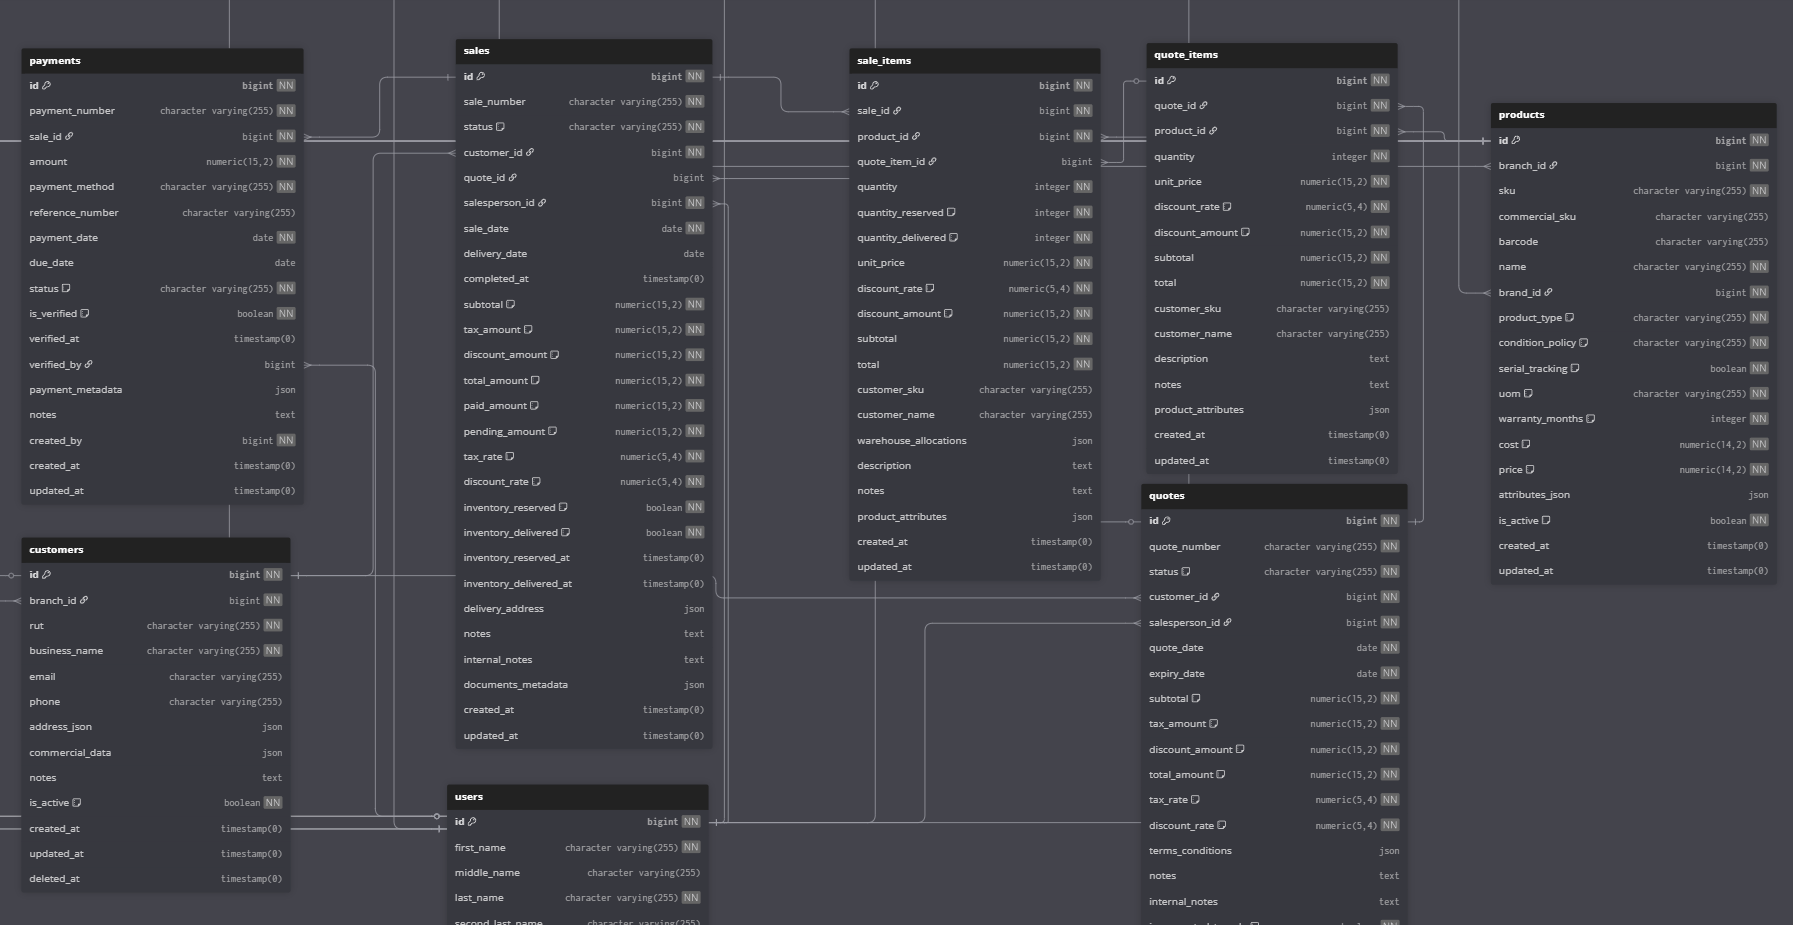 payments
id bigint NN
payment_number character varying(255) NN
sale_id bigint NN
amount numeric(15,2) NN
payment_method character varying(255) NN
reference_number character varying(255)
payment_date date NN
due_date date
status character varying(255) NN
is_verified boolean NN
verified_at timestamp(0)
verified_by bigint
payment_metadata json
notes text
created_by bigint NN
created_at timestamp(0)
updated_at timestamp(0)
customers
id bigint NN
branch_id bigint NN
rut character varying(255) NN
business_name character varying(255) NN
email character varying(255)
phone character varying(255)
address_json json
commercial_data json
notes text
is_active boolean NN
created_at timestamp(0)
updated_at timestamp(0)
deleted_at timestamp(0)
sales
id bigint NN
sale_number character varying(255) NN
status character varying(255) NN
customer_id bigint NN
quote_id bigint
salesperson_id bigint NN
sale_date date NN
delivery_date date
completed_at timestamp(0)
subtotal numeric(15,2) NN
tax_amount numeric(15,2) NN
discount_amount numeric(15,2) NN
total_amount numeric(15,2) NN
paid_amount numeric(15,2) NN
pending_amount numeric(15,2) NN
tax_rate numeric(5,4) NN
discount_rate numeric(5,4) NN
inventory_reserved boolean NN
inventory_delivered boolean NN
inventory_reserved_at timestamp(0)
inventory_delivered_at timestamp(0)
delivery_address json
notes text
internal_notes text
documents_metadata json
created_at timestamp(0)
updated_at timestamp(0)
users
id bigint NN
first_name character varying(255) NN
middle_name character varying(255)
last_name character varying(255) NN
second_last_name character varying(255)
sale_items
id bigint NN
sale_id bigint NN
product_id bigint NN
quote_item_id bigint
quantity integer NN
quantity_reserved integer NN
quantity_delivered integer NN
unit_price numeric(15,2) NN
discount_rate numeric(5,4) NN
discount_amount numeric(15,2) NN
subtotal numeric(15,2) NN
total numeric(15,2) NN
customer_sku character varying(255)
customer_name character varying(255)
warehouse_allocations json
description text
notes text
product_attributes json
created_at timestamp(0)
updated_at timestamp(0)
quote_items
id bigint NN
quote_id bigint NN
product_id bigint NN
quantity integer NN
unit_price numeric(15,2) NN
discount_rate numeric(5,4) NN
discount_amount numeric(15,2) NN
subtotal numeric(15,2) NN
total numeric(15,2) NN
customer_sku character varying(255)
customer_name character varying(255)
description text
notes text
product_attributes json
created_at timestamp(0)
updated_at timestamp(0)
quotes
id bigint NN
quote_number character varying(255) NN
status character varying(255) NN
customer_id bigint NN
salesperson_id bigint NN
quote_date date NN
expiry_date date NN
subtotal numeric(15,2) NN
tax_amount numeric(15,2) NN
discount_amount numeric(15,2) NN
total_amount numeric(15,2) NN
tax_rate numeric(5,4) NN
discount_rate numeric(5,4) NN
terms_conditions json
notes text
internal_notes text
products
id bigint NN
branch_id bigint NN
sku character varying(255) NN
commercial_sku character varying(255)
barcode character varying(255)
name character varying(255) NN
brand_id bigint NN
product_type character varying(255) NN
condition_policy character varying(255) NN
serial_tracking boolean NN
uom character varying(255) NN
warranty_months integer NN
cost numeric(14,2) NN
price numeric(14,2) NN
attributes_json json
is_active boolean NN
created_at timestamp(0)
updated_at timestamp(0)